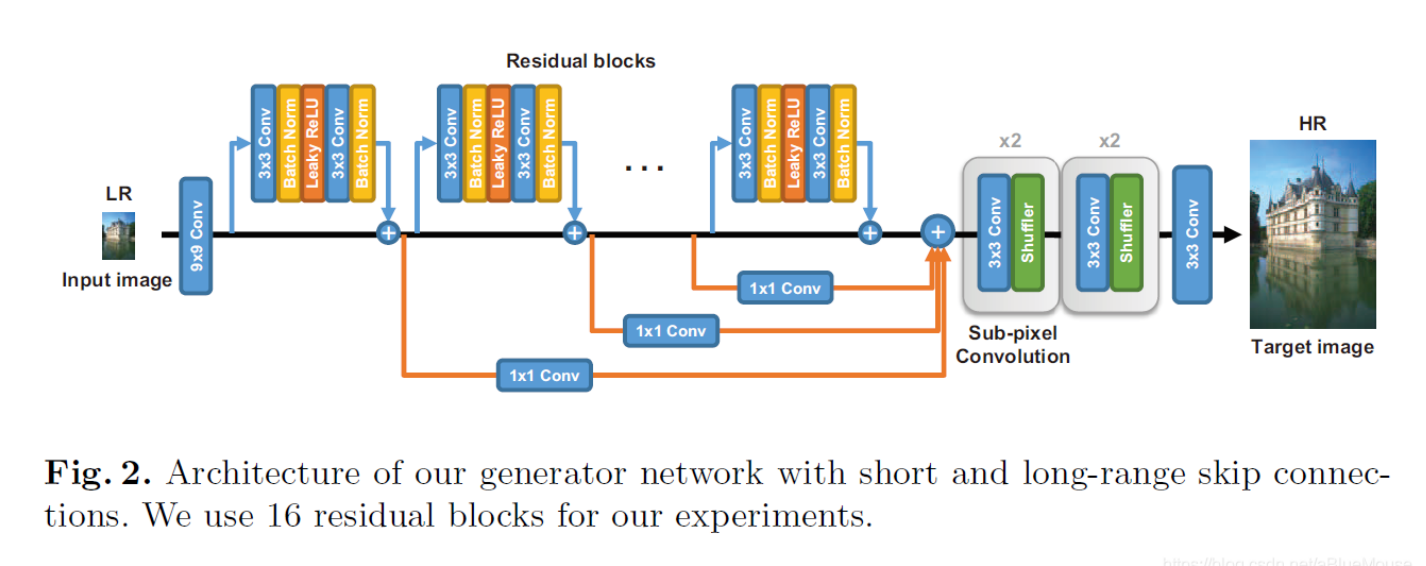 Residual blocks
3x3 Conv
Batch Norm
Leaky ReLU
3x3 Conv
Batch Norm
3x3 Conv
Batch Norm
Leaky ReLU
3x3 Conv
Batch Norm
. . .
3x3 Conv
Batch Norm
Leaky ReLU
3x3 Conv
Batch Norm
LR
Input image
9x9 Conv
+
+
+
+
1x1 Conv
1x1 Conv
1x1 Conv
x2
3x3 Conv
Shuffler
x2
3x3 Conv
Shuffler
Sub-pixel
Convolution
3x3 Conv
HR
Target image
Fig. 2. Architecture of our generator network with short and long-range skip connec-
tions. We use 16 residual blocks for our experiments.
https://blog.csdn.net/aBlueMouse